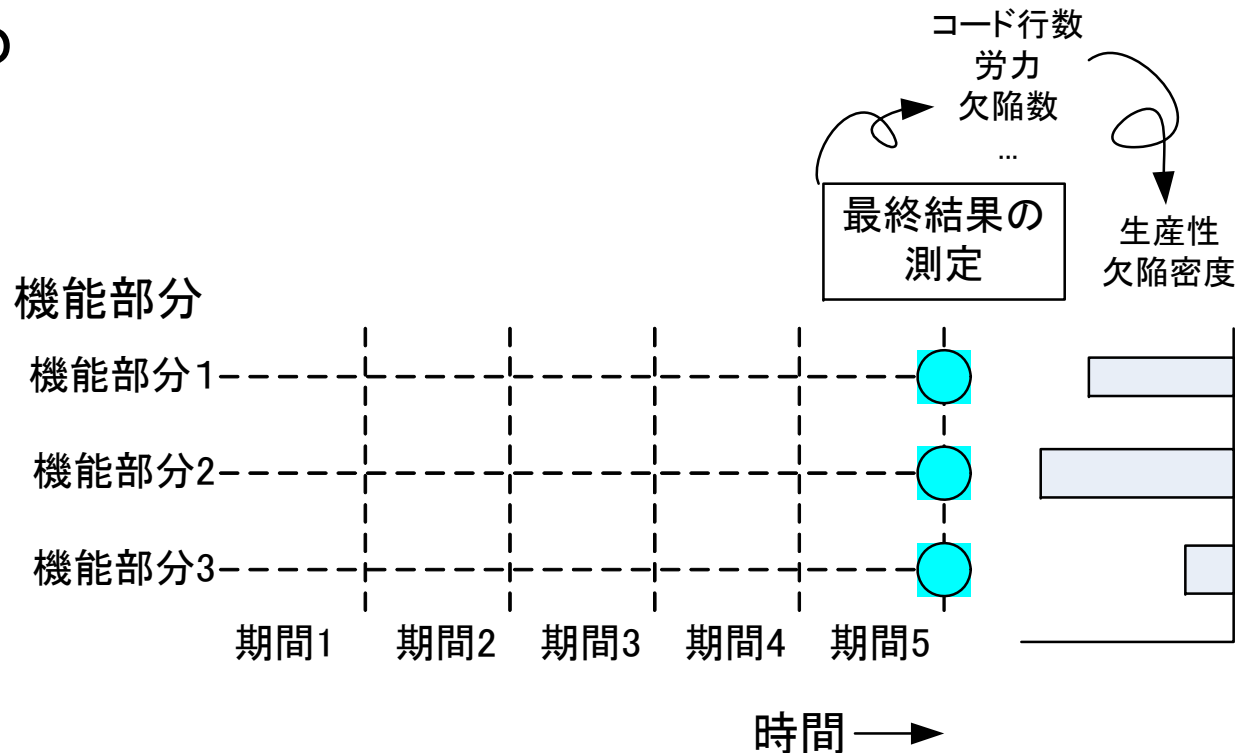 の
コード行数
労力
欠陥数
...
最終結果の
測定
生産性
欠陥密度
機能部分
機能部分1
機能部分2
機能部分3
期間1 期間2 期間3 期間4 期間5
時間